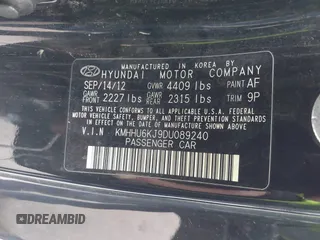 MANUFACTURED IN KOREA BY
HYUNDAI MOTOR COMPANY
SEP/14/12 GVWR 4409 lbs PAINT AF
GAWR FRONT 2227 lbs GAWR REAR 2315 lbs TRIM 9P
THIS VEHICLE CONFORMS TO ALL APPLICABLE
FEDERAL MOTOR VEHICLE SAFETY, BUMPER, AND
THEFT PREVENTION STANDARDS IN EFFECT ON THE
DATE OF MANUFACTURE SHOWN ABOVE.
V.I.N : KMHHU6KJ9DU089240
PASSENGER CAR
DREAMBID